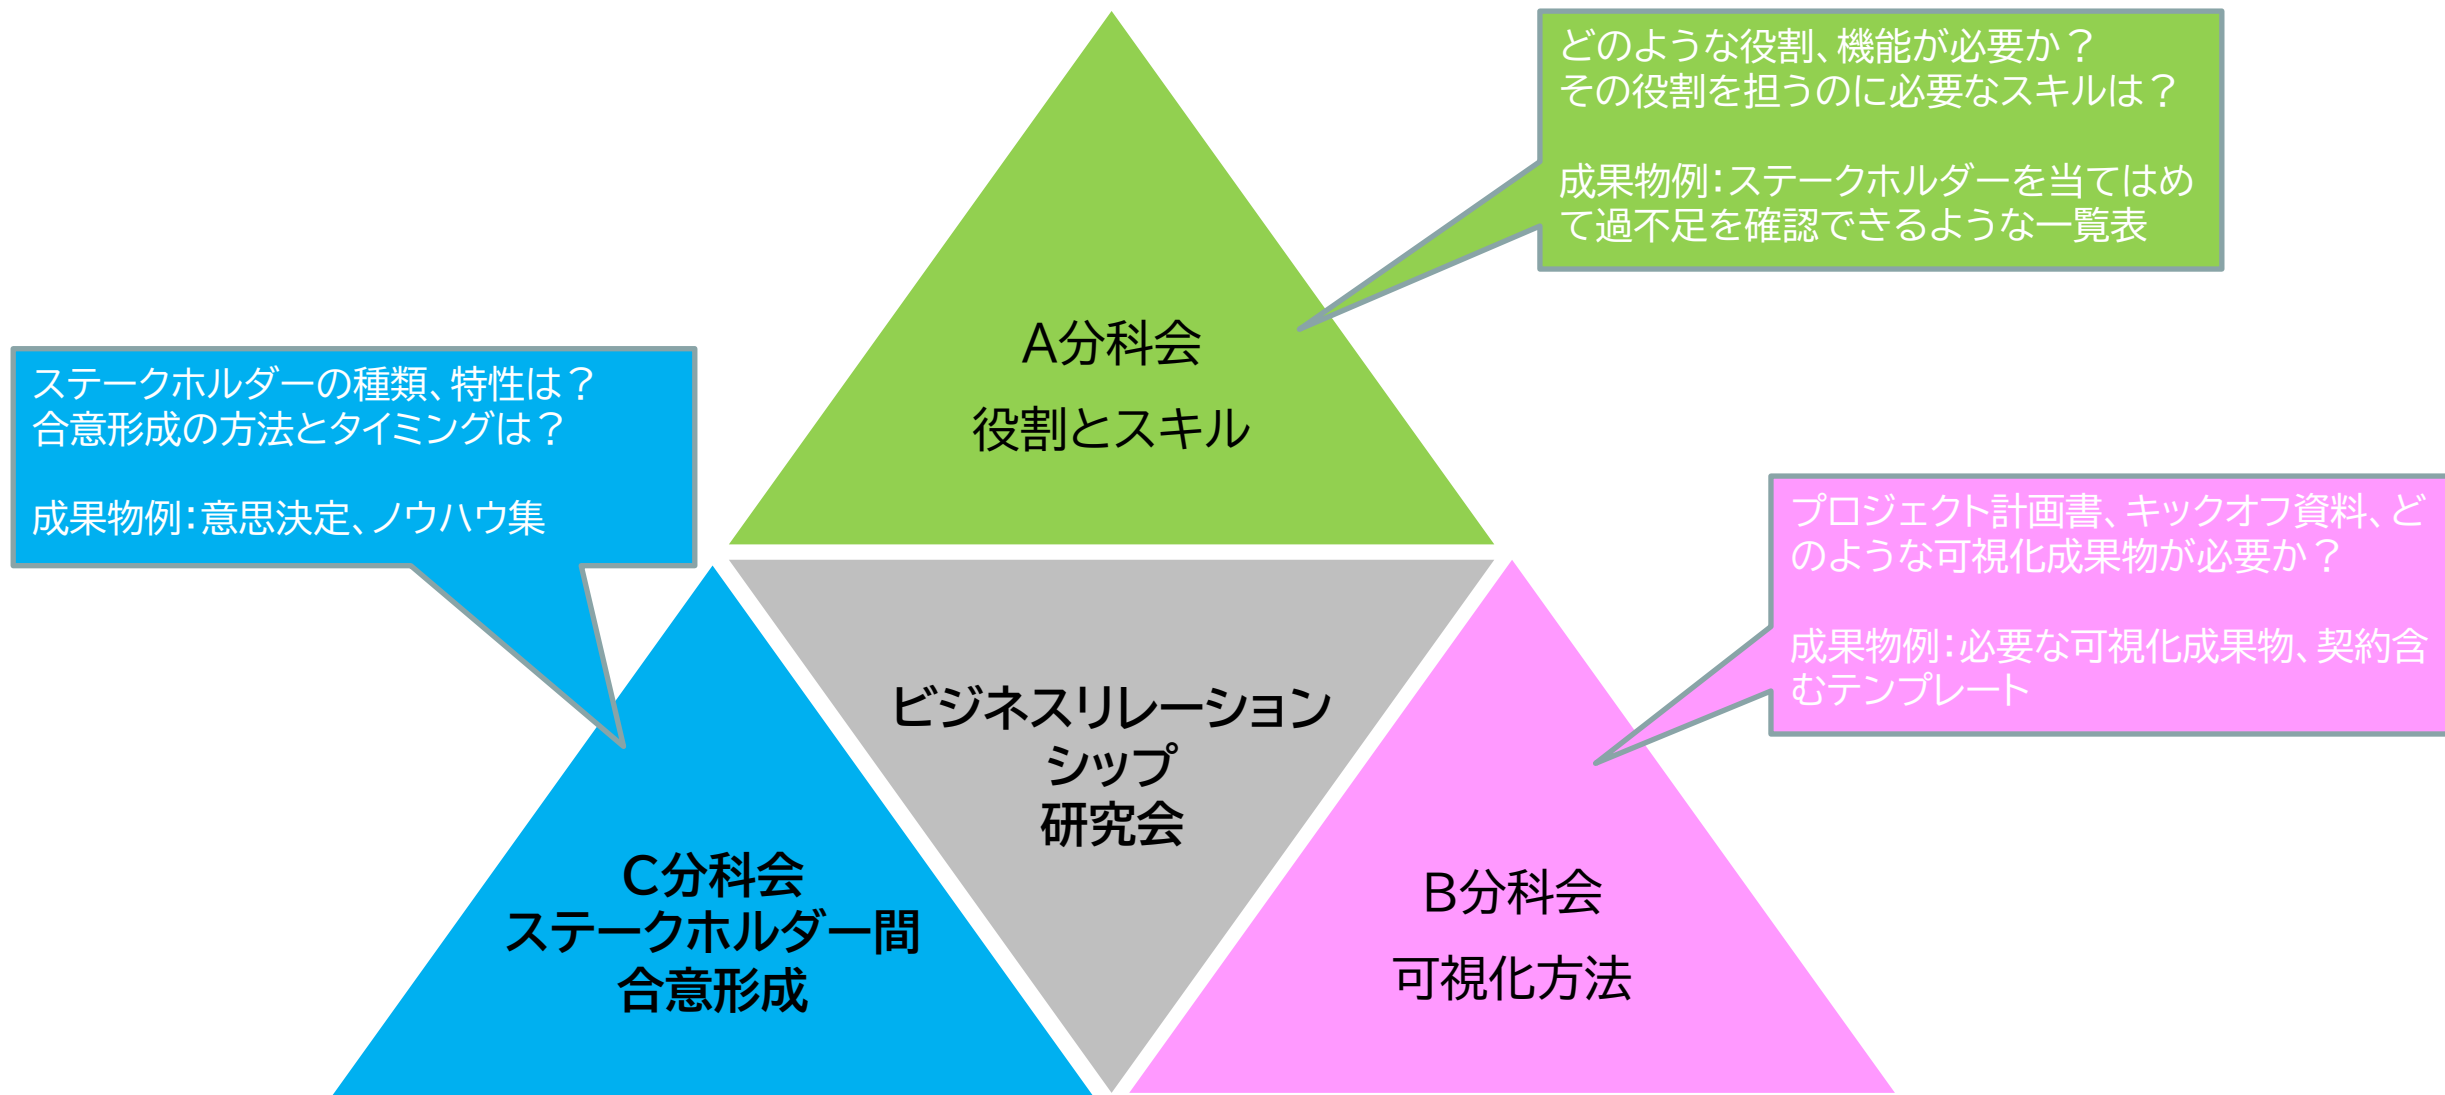 どのような役割、機能が必要か？
その役割を担うのに必要なスキルは？
成果物例：ステークホルダーを当てはめ
て過不足を確認できるような一覧表
A分科会
役割とスキル
ステークホルダーの種類、特性は？
合意形成の方法とタイミングは？
成果物例：意思決定、ノウハウ集
プロジェクト計画書、キックオフ資料、ど
のような可視化成果物が必要か？
成果物例：必要な可視化成果物、契約含
むテンプレート
ビジネスリレーション
シップ
研究会
C分科会
ステークホルダー間
合意形成
B分科会
可視化方法